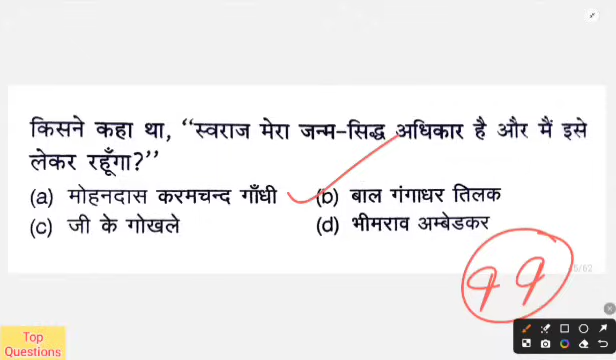 किसने कहा था, “स्वराज मेरा जन्म-सिद्ध अधिकार है और मैं इसे
लेकर रहूँगा?”
(a) मोहनदास करमचन्द गाँधी (b) बाल गंगाधर तिलक
(c) जी के गोखले (d) भीमराव अम्बेडकर
99
Top
Questions